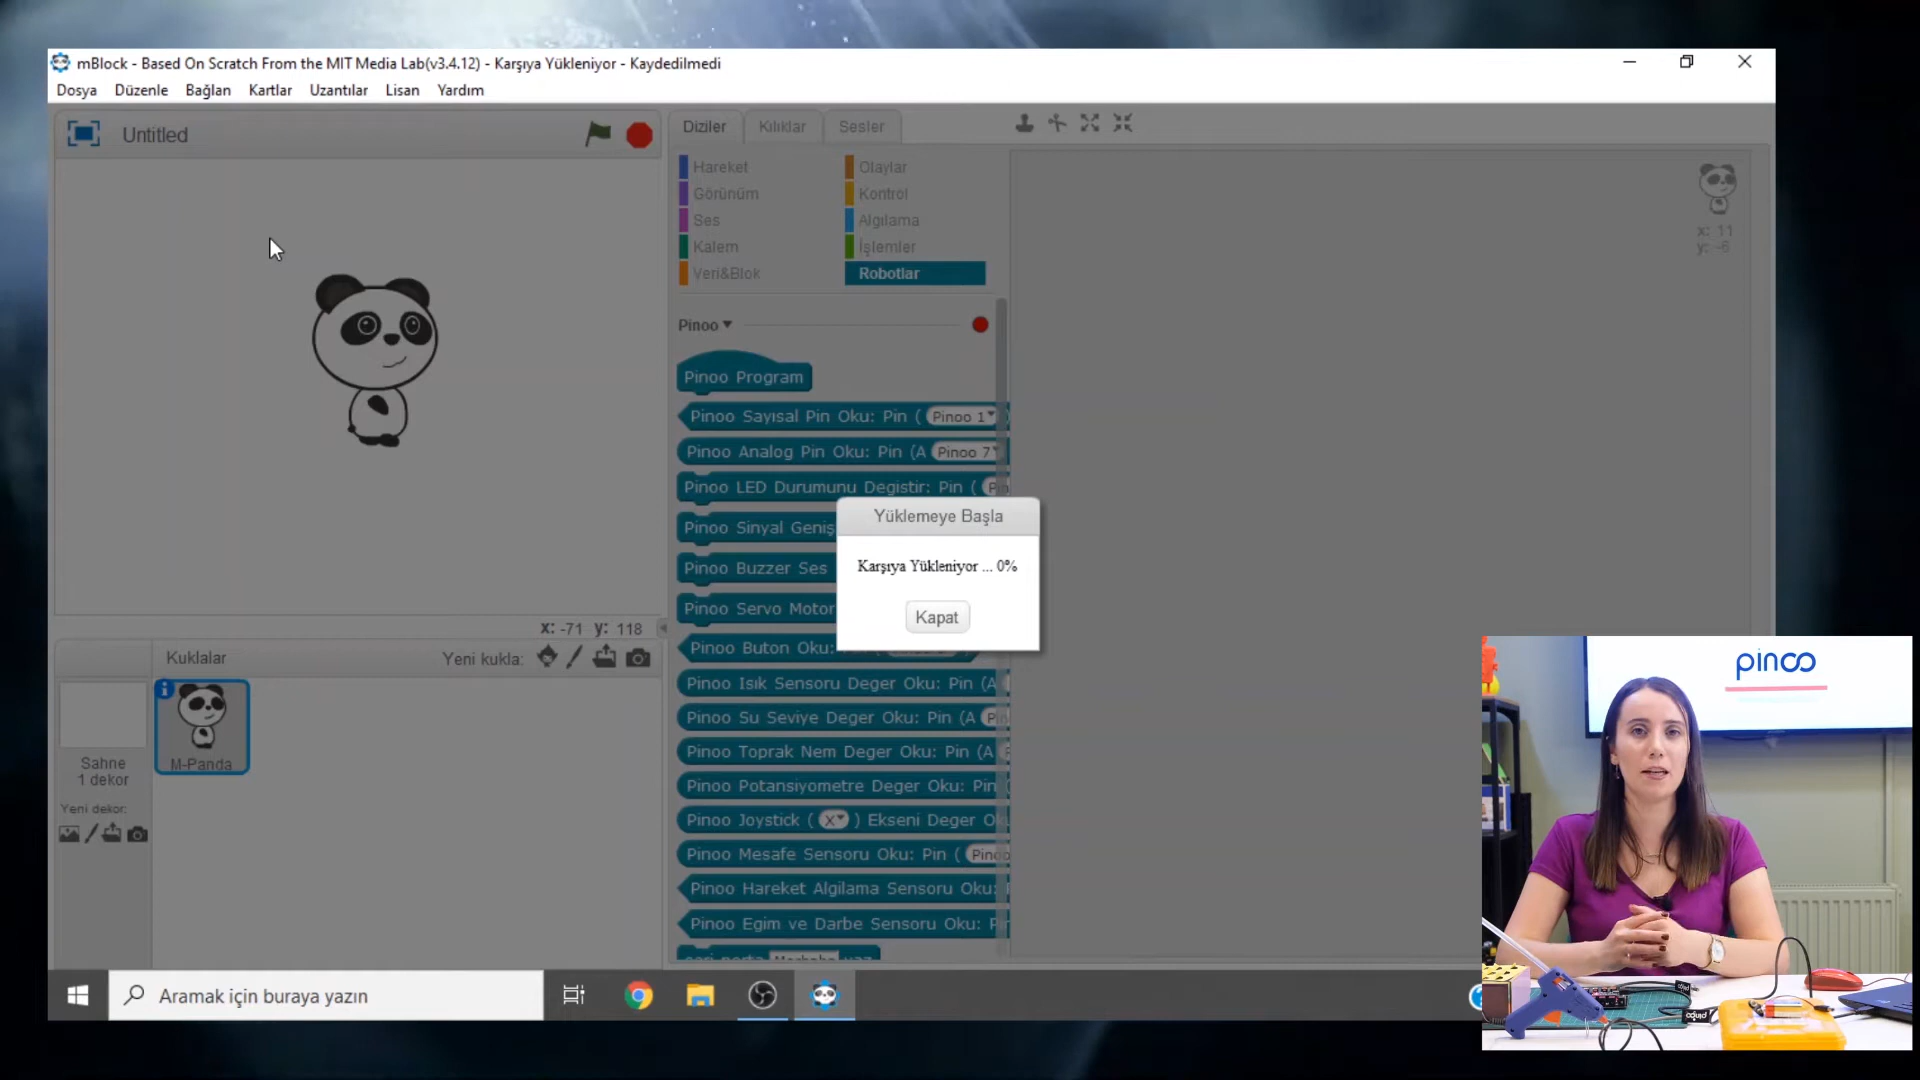 mBlock - Based On Scratch From the MIT Media Lab(v3.4.12) - Karşıya Yükleniyor - Kaydedilmedi
Dosya Düzenle Bağlan Kartlar Uzantılar Lisan Yardım
Untitled
Diziler Kılıklar Sesler
Hareket Olaylar
Görünüm Kontrol
Ses Algılama
Kalem İşlemler
Veri&Blok Robotlar
x: 11
y: -6
Pinoo
Pinoo Program
Pinoo Sayısal Pin Oku: Pin ( Pinoo 1
Pinoo Analog Pin Oku: Pin (A Pinoo 7
Pinoo LED Durumunu Degistir: Pin (
Pinoo Sinyal
Pinoo Buzzer Ses
Pinoo Servo Motor
Pinoo Buton Oku:
Pinoo Isık Sensoru Deger Oku: Pin (A
Pinoo Su Seviye Deger Oku: Pin (A
Pinoo Toprak Nem Deger Oku: Pin (A
Pinoo Potansiyometre Deger Oku: Pin
Pinoo Joystick ( X ) Ekseni Deger
Pinoo Mesafe Sensoru Oku: Pin (
Pinoo Hareket Algilama Sensoru Oku:
Pinoo Egim ve Darbe Sensoru Oku:
Yüklemeye Başla
Karşıya Yükleniyor ... 0%
Kapat
x: -71 y: 118
Kuklalar Yeni kukla:
M-Panda
Sahne
1 dekor
Yeni dekor:
Aramak için buraya yazın
pinoo